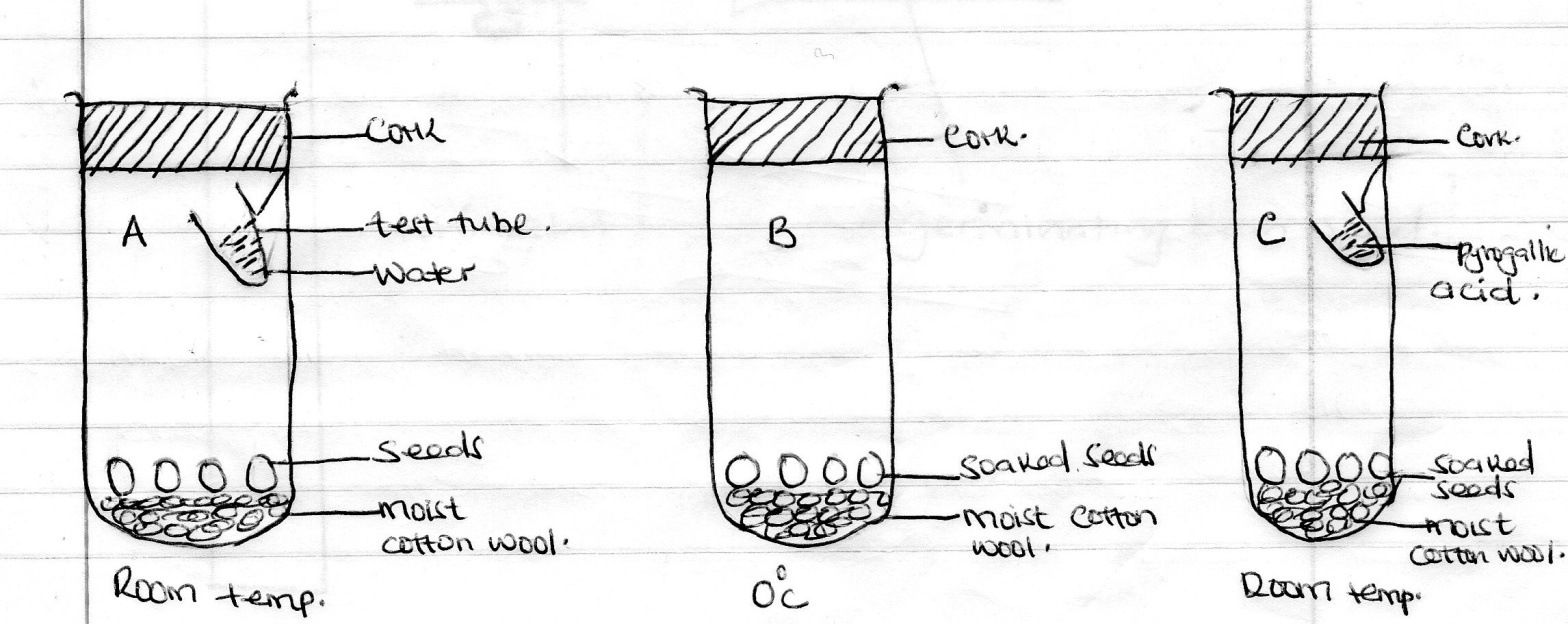 Cork
A
test tube.
Water
Seeds
moist
cotton wool.
Room temp.
Cork.
B
Soaked Seeds
moist cotton
wool.
0°C
Cork.
C
Pyrogallic
acid.
Soaked
seeds
moist
cotton wool.
Room temp.